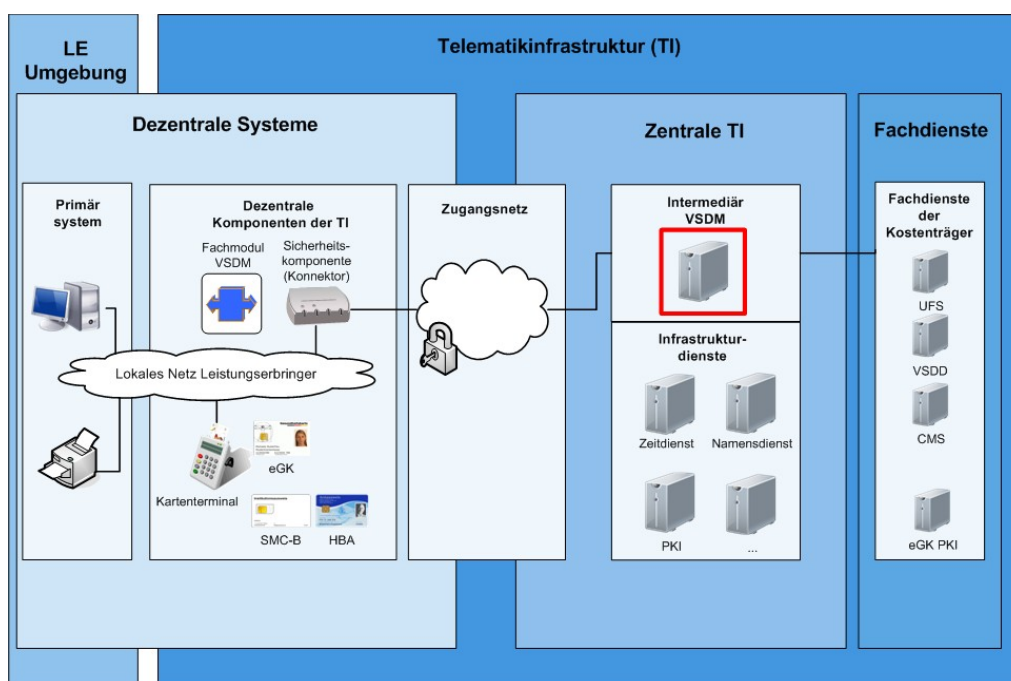 LE
Umgebung
Telematikinfrastruktur (TI)
Dezentrale Systeme
Zentrale TI
Fachdienste
Primär
system
Dezentrale
Komponenten der TI
Fachmodul
VSDM
Sicherheits-
komponente
(Konnektor)
Lokales Netz Leistungserbringer
Kartenterminal
eGK
SMC-B
HBA
Zugangsnetz
Intermediär
VSDM
Infrastruktur-
dienste
Zeitdienst
Namensdienst
PKI
...
Fachdienste
der
Kostenträger
UFS
VSDD
CMS
eGK PKI